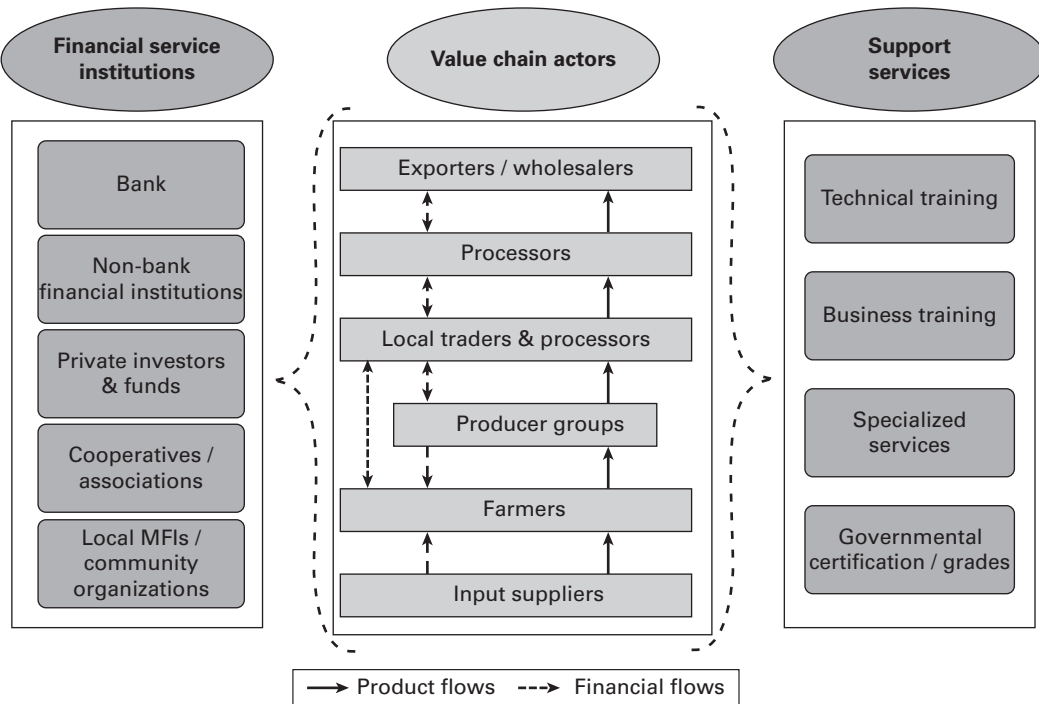 Financial service
institutions
Bank
Non-bank
financial institutions
Private investors
& funds
Cooperatives /
associations
Local MFIs /
community
organizations
Value chain actors
Exporters / wholesalers
Processors
Local traders & processors
Producer groups
Farmers
Input suppliers
Support
services
Technical training
Business training
Specialized
services
Governmental
certification / grades
Product flows
Financial flows